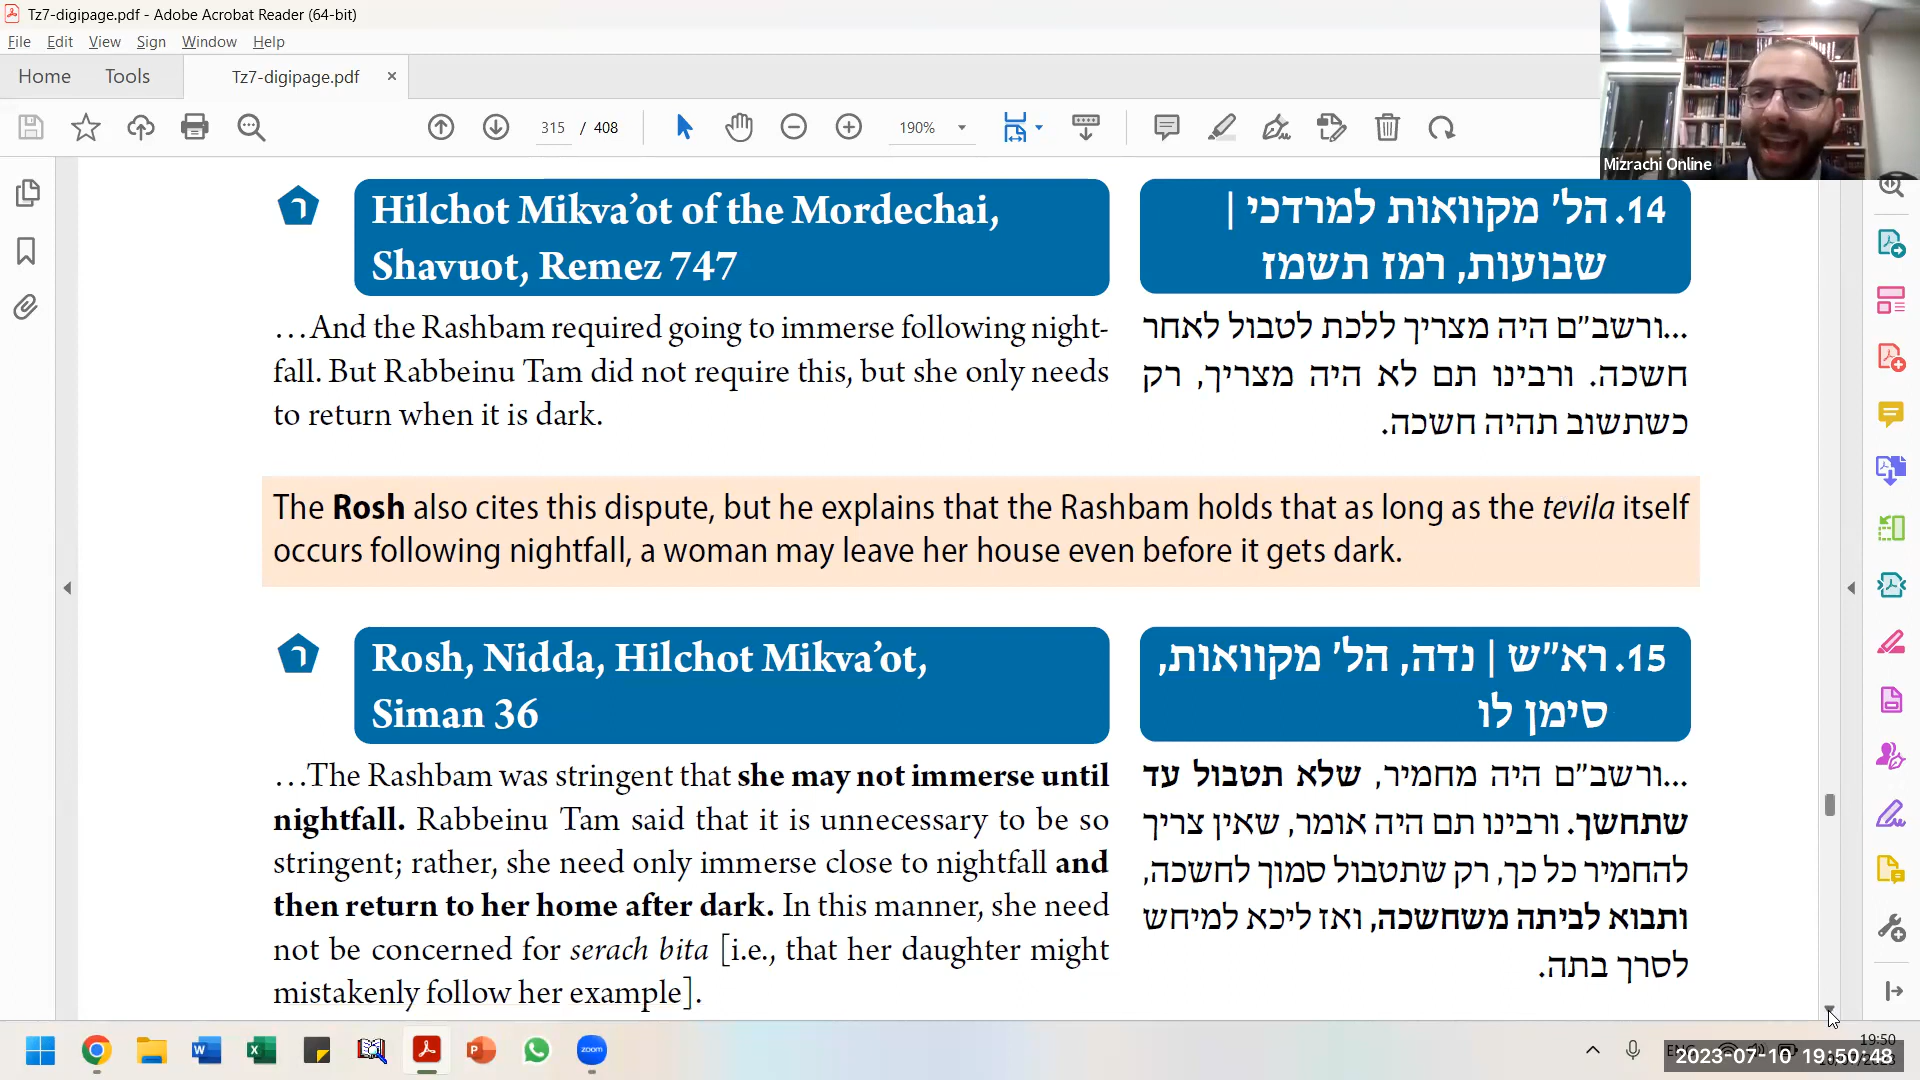 Tz7-digipage.pdf - Adobe Acrobat Reader (64-bit)
File Edit View Sign Window Help
Home Tools Tz7-digipage.pdf ×
315 / 408 190%
Mizrachi Online
ר
Hilchot Mikva’ot of the Mordechai,
Shavuot, Remez 747
14. הל’ מקוואות למרדכי |
שבועות, רמז תשמז
…And the Rashbam required going to immerse following night-
fall. But Rabbeinu Tam did not require this, but she only needs
to return when it is dark.
...ורשב”ם היה מצריך ללכת לטבול לאחר
חשכה. ורבינו תם לא היה מצריך, רק
כשתשוב תהיה חשכה.
The Rosh also cites this dispute, but he explains that the Rashbam holds that as long as the tevila itself
occurs following nightfall, a woman may leave her house even before it gets dark.
ר
Rosh, Nidda, Hilchot Mikva’ot,
Siman 36
15. רא”ש | נדה, הל’ מקוואות,
סימן לו
…The Rashbam was stringent that she may not immerse until
nightfall. Rabbeinu Tam said that it is unnecessary to be so
stringent; rather, she need only immerse close to nightfall and
then return to her home after dark. In this manner, she need
not be concerned for serach bita [i.e., that her daughter might
mistakenly follow her example].
...ורשב”ם היה מחמיר, שלא תטבול עד
שתחשך. ורבינו תם היה אומר, שאין צריך
להחמיר כל כך, רק שתטבול סמוך לחשכה,
ותבוא לביתה משחשכה, ואז ליכא למיחש
לסרך בתה.
zoom
19:50
2023-07-10 19:50:48